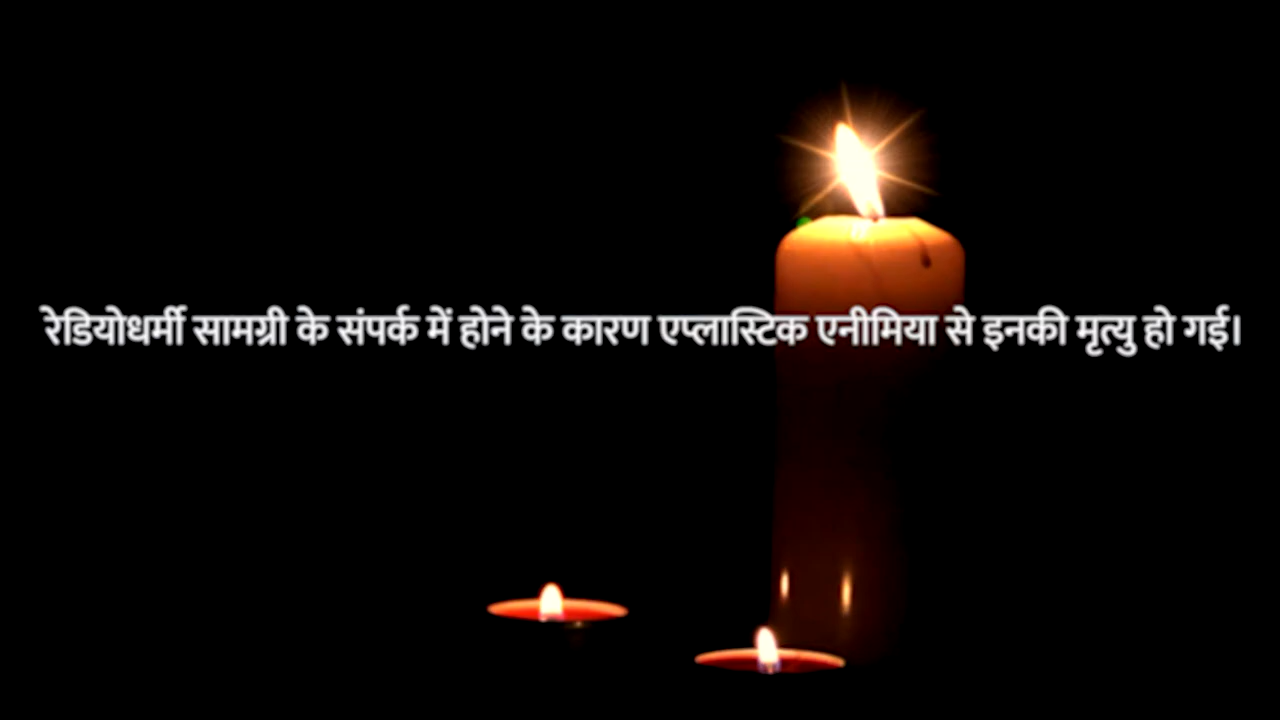 रेडियोधर्मी सामग्री के संपर्क में होने के कारण एप्लास्टिक एनीमिया से इनकी मृत्यु हो गई।